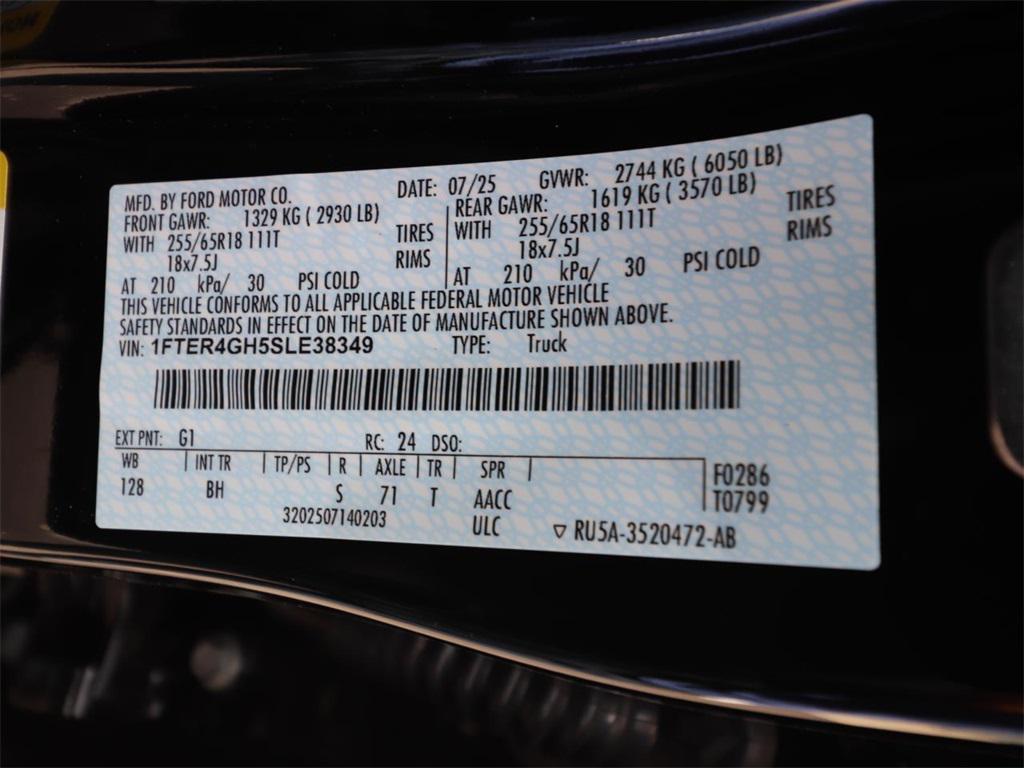 MFD. BY FORD MOTOR CO. DATE: 07/25 GVWR: 2744 KG ( 6050 LB)
FRONT GAWR: 1329 KG ( 2930 LB) REAR GAWR: 1619 KG ( 3570 LB)
WITH 255/65R18 111T TIRES WITH 255/65R18 111T TIRES
18x7.5J RIMS 18x7.5J RIMS
AT 210 kPa/ 30 PSI COLD AT 210 kPa/ 30 PSI COLD
THIS VEHICLE CONFORMS TO ALL APPLICABLE FEDERAL MOTOR VEHICLE
SAFETY STANDARDS IN EFFECT ON THE DATE OF MANUFACTURE SHOWN ABOVE.
VIN: 1FTER4GH5SLE38349 TYPE: Truck
EXT PNT: G1 RC: 24 DSO:
WB INT TR TP/PS R AXLE TR SPR F0286
128 BH S 71 T AACC T0799
3202507140203 ULC ▽ RU5A-3520472-AB